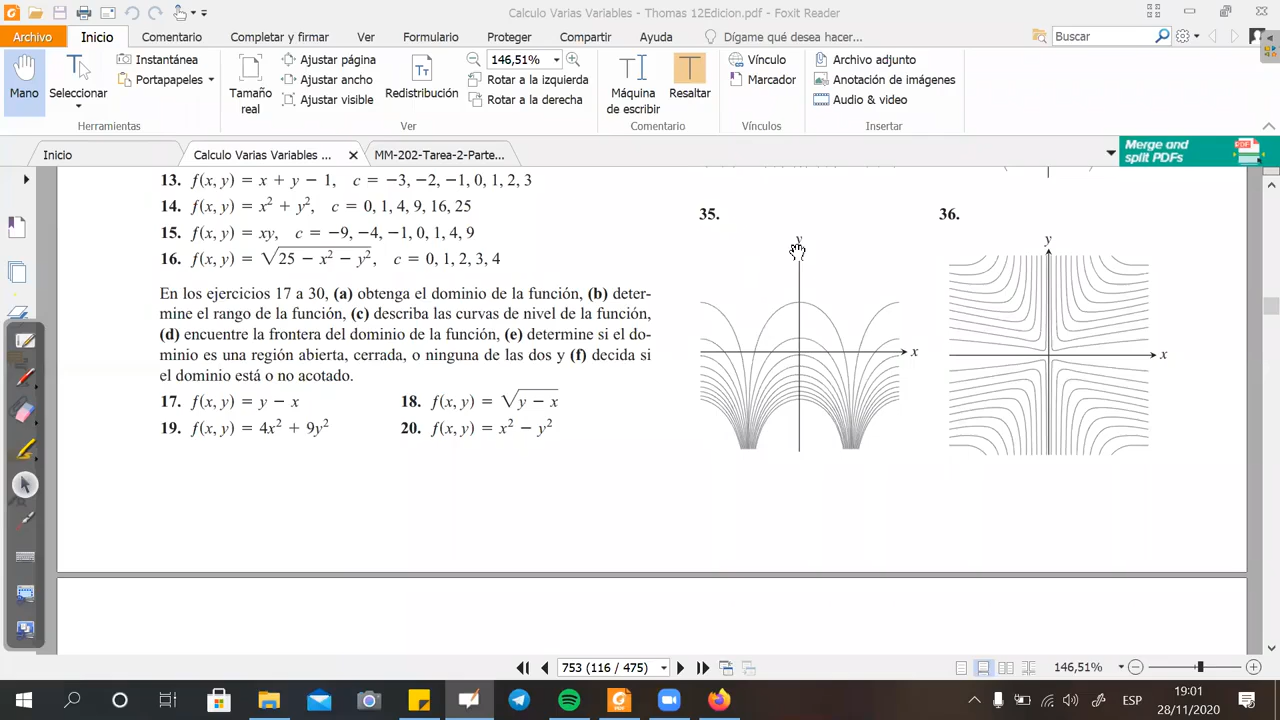 Calculo Varias Variables - Thomas 12Edicion.pdf - Foxit Reader
Archivo Inicio Comentario Completar y firmar Ver Formulario Proteger Compartir Ayuda Dígame qué desea hacer... Buscar
Mano
Seleccionar
Instantánea
Portapapeles
Herramientas
Tamaño real
Ajustar página
Ajustar ancho
Ajustar visible
Redistribución
146,51%
Rotar a la izquierda
Rotar a la derecha
Ver
Máquina de escribir
Resaltar
Comentario
Vínculo
Marcador
Vínculos
Archivo adjunto
Anotación de imágenes
Audio & video
Insertar
Inicio Calculo Varias Variables ... MM-202-Tarea-2-Parte...
Merge and
split PDFs
PDF
13. f(x, y) = x + y − 1, c = −3, −2, −1, 0, 1, 2, 3
14. f(x, y) = x² + y², c = 0, 1, 4, 9, 16, 25
15. f(x, y) = xy, c = −9, −4, −1, 0, 1, 4, 9
16. f(x, y) = √(25 − x² − y²), c = 0, 1, 2, 3, 4
En los ejercicios 17 a 30, (a) obtenga el dominio de la función, (b) deter-
mine el rango de la función, (c) describa las curvas de nivel de la función,
(d) encuentre la frontera del dominio de la función, (e) determine si el do-
minio es una región abierta, cerrada, o ninguna de las dos y (f) decida si
el dominio está o no acotado.
17. f(x, y) = y − x 18. f(x, y) = √(y − x)
19. f(x, y) = 4x² + 9y² 20. f(x, y) = x² − y²
35.
y
x
36.
y
x
753 (116 / 475)
146,51%
ESP
19:01
28/11/2020